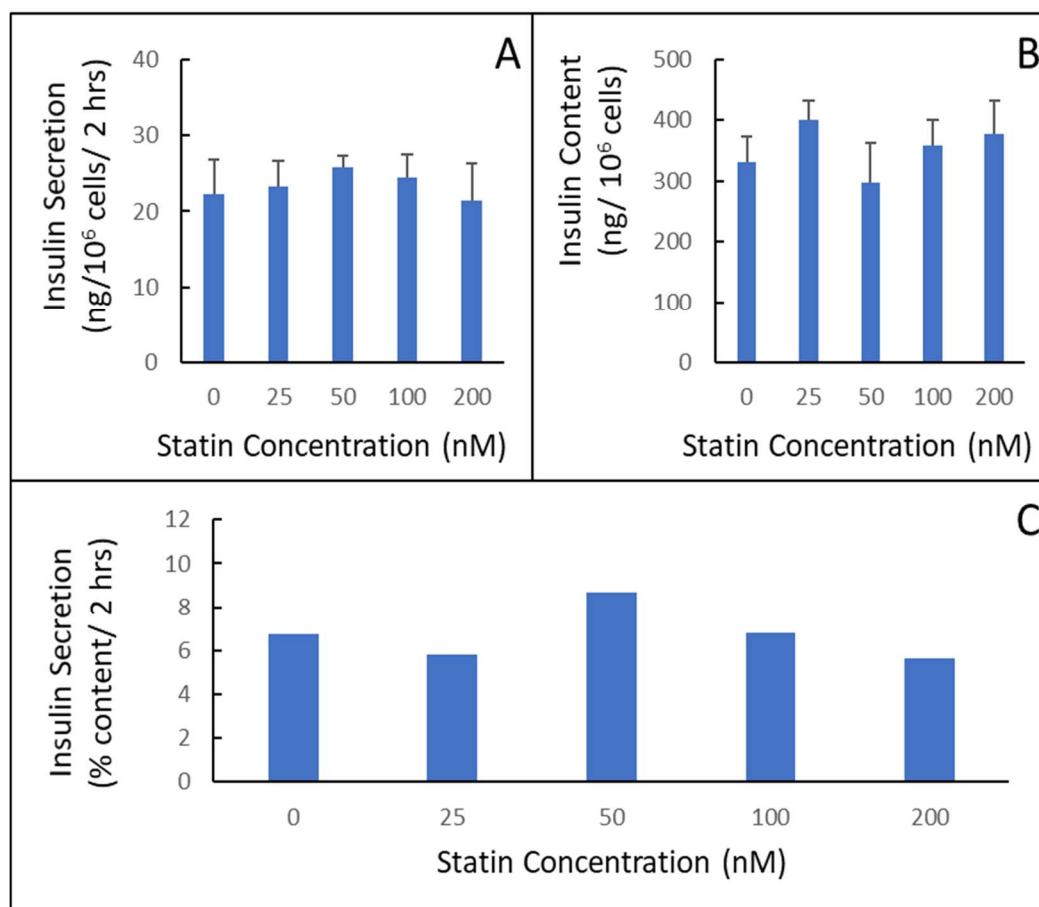 A
Insulin Secretion
(ng/10⁶ cells/ 2 hrs)
40
30
20
10
0
0 25 50 100 200
Statin Concentration (nM)
B
Insulin Content
(ng/ 10⁶ cells)
500
400
300
200
100
0
0 25 50 100 200
Statin Concentration (nM)
C
Insulin Secretion
(% content/ 2 hrs)
12
10
8
6
4
2
0
0 25 50 100 200
Statin Concentration (nM)